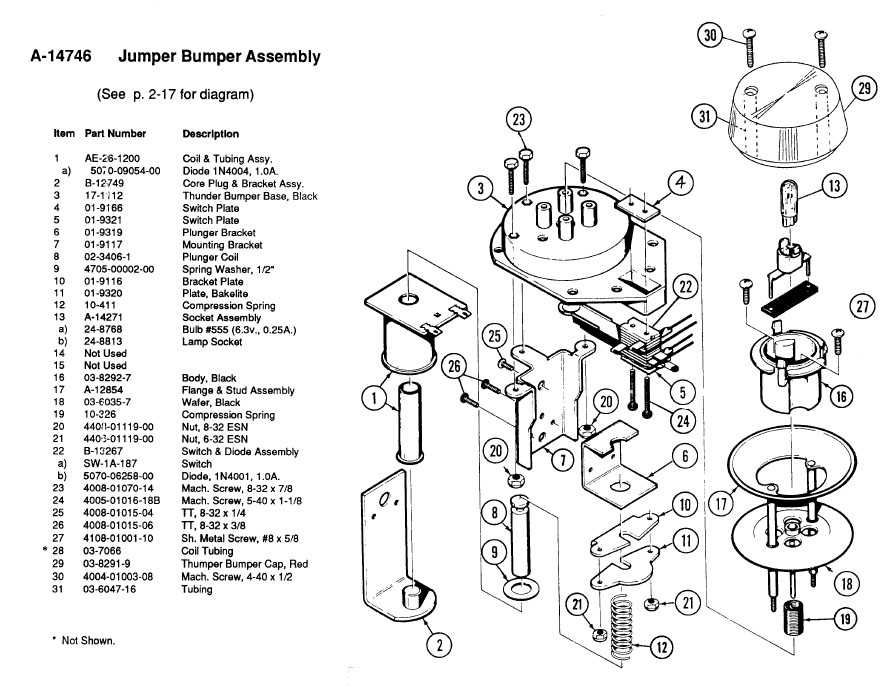 A-14746 Jumper Bumper Assembly
(See p. 2-17 for diagram)
Item Part Number Description
1 AE-26-1200 Coil & Tubing Assy.
a) 5070-09054-00 Diode 1N4004, 1.0A.
2 B-12749 Core Plug & Bracket Assy.
3 17-1112 Thunder Bumper Base, Black
4 01-9166 Switch Plate
5 01-9321 Switch Plate
6 01-9319 Plunger Bracket
7 01-9117 Mounting Bracket
8 02-3406-1 Plunger Coil
9 4705-00002-00 Spring Washer, 1/2"
10 01-9116 Bracket Plate
11 01-9320 Plate, Bakelite
12 10-411 Compression Spring
13 A-14271 Socket Assembly
a) 24-8768 Bulb #555 (6.3v., 0.25A.)
b) 24-8813 Lamp Socket
14 Not Used
15 Not Used
16 03-8292-7 Body, Black
17 A-12854 Flange & Stud Assembly
18 03-6035-7 Wafer, Black
19 10-326 Compression Spring
20 4408-01119-00 Nut, 8-32 ESN
21 4406-01119-00 Nut, 6-32 ESN
22 B-13267 Switch & Diode Assembly
a) SW-1A-187 Switch
b) 5070-06258-00 Diode, 1N4001, 1.0A.
23 4008-01070-14 Mach. Screw, 8-32 x 7/8
24 4005-01016-18B Mach. Screw, 5-40 x 1-1/8
25 4008-01015-04 TT, 8-32 x 1/4
26 4008-01015-06 TT, 8-32 x 3/8
27 4108-01001-10 Sh. Metal Screw, #8 x 5/8
* 28 03-7066 Coil Tubing
29 03-8291-9 Thumper Bumper Cap, Red
30 4004-01003-08 Mach. Screw, 4-40 x 1/2
31 03-6047-16 Tubing
* Not Shown.
30
29
31
23
3
4
13
22
27
25
26
1
5
24
16
20
7
20
6
17
8
10
11
9
18
21
21
19
2
12